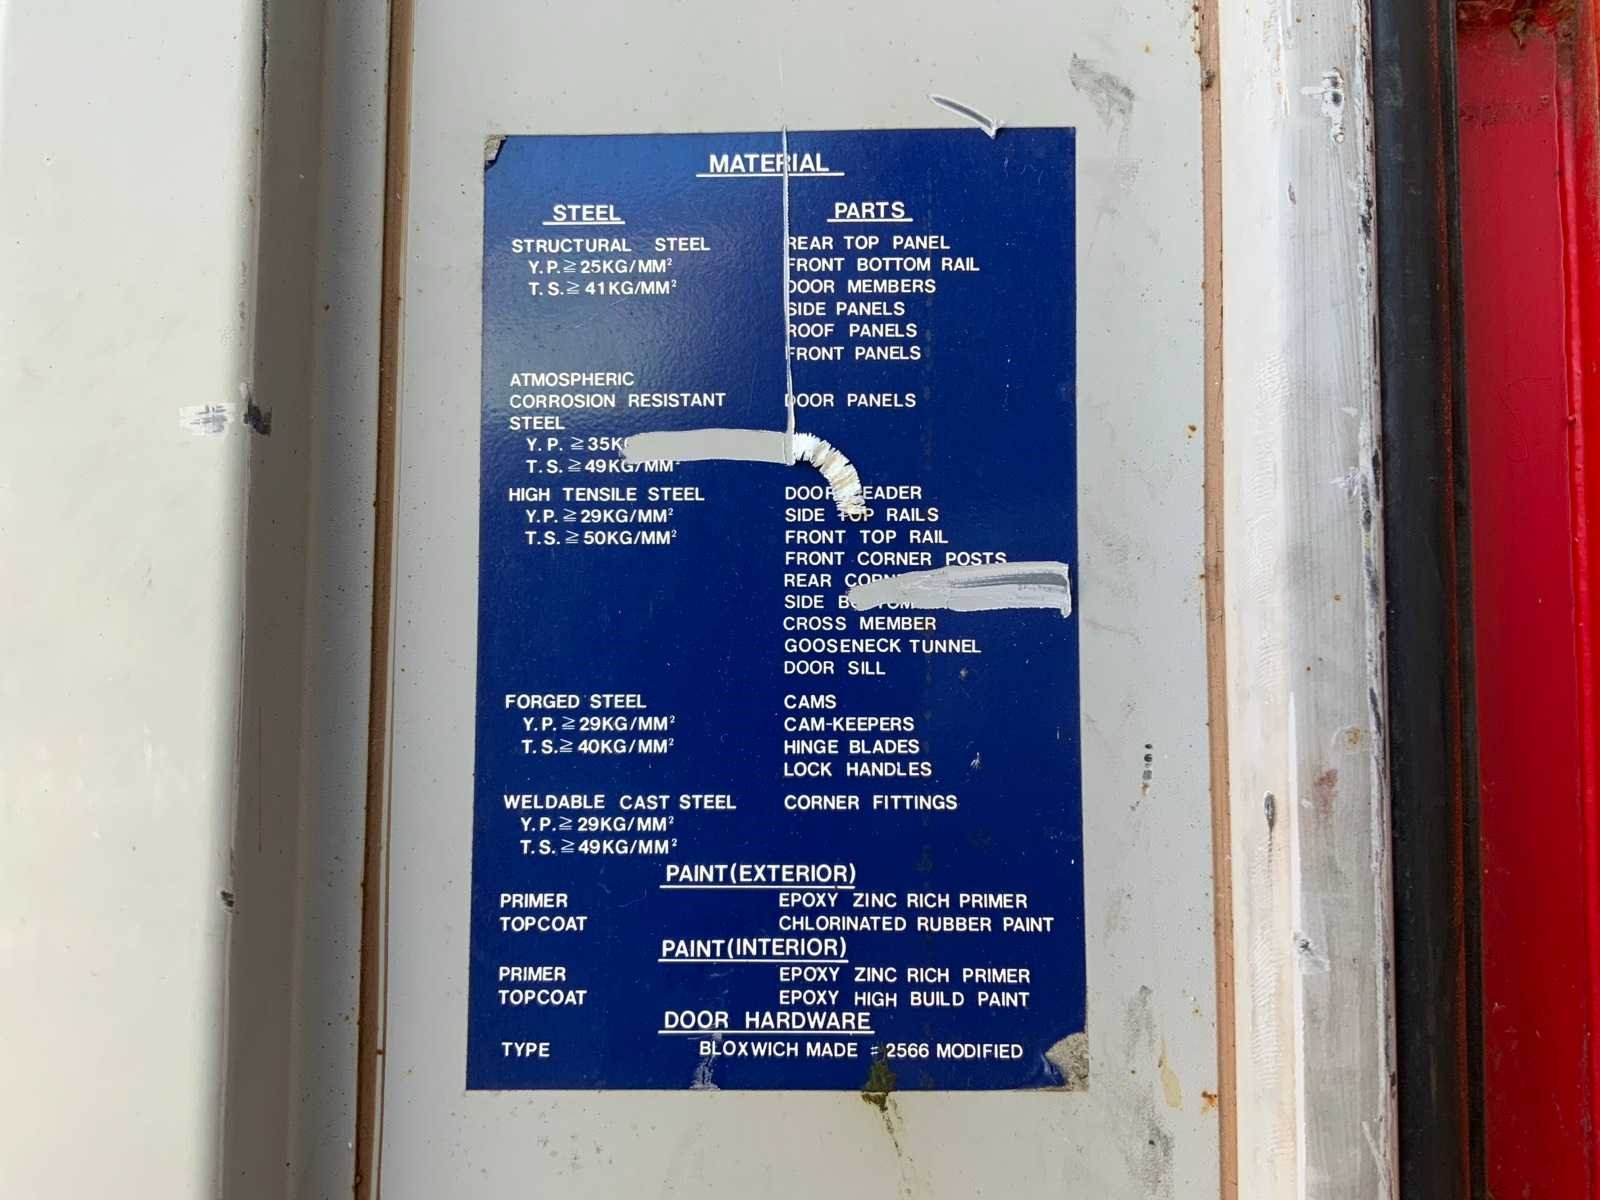 MATERIAL
STEEL PARTS
STRUCTURAL STEEL REAR TOP PANEL
Y.P.≧25KG/MM² FRONT BOTTOM RAIL
T.S.≧41KG/MM² DOOR MEMBERS
SIDE PANELS
ROOF PANELS
FRONT PANELS
ATMOSPHERIC
CORROSION RESISTANT DOOR PANELS
STEEL
Y.P.≧35K
T.S.≧49KG/MM²
HIGH TENSILE STEEL DOOR
Y.P.≧29KG/MM² SIDE TOP RAILS
T.S.≧50KG/MM² FRONT TOP RAIL
FRONT CORNER POSTS
REAR
SIDE
CROSS MEMBER
GOOSENECK TUNNEL
DOOR SILL
FORGED STEEL CAMS
Y.P.≧29KG/MM² CAM-KEEPERS
T.S.≧40KG/MM² HINGE BLADES
LOCK HANDLES
WELDABLE CAST STEEL CORNER FITTINGS
Y.P.≧29KG/MM²
T.S.≧49KG/MM²
PAINT(EXTERIOR)
PRIMER EPOXY ZINC RICH PRIMER
TOPCOAT CHLORINATED RUBBER PAINT
PAINT(INTERIOR)
PRIMER EPOXY ZINC RICH PRIMER
TOPCOAT EPOXY HIGH BUILD PAINT
DOOR HARDWARE
TYPE BLOXWICH MADE 2566 MODIFIED